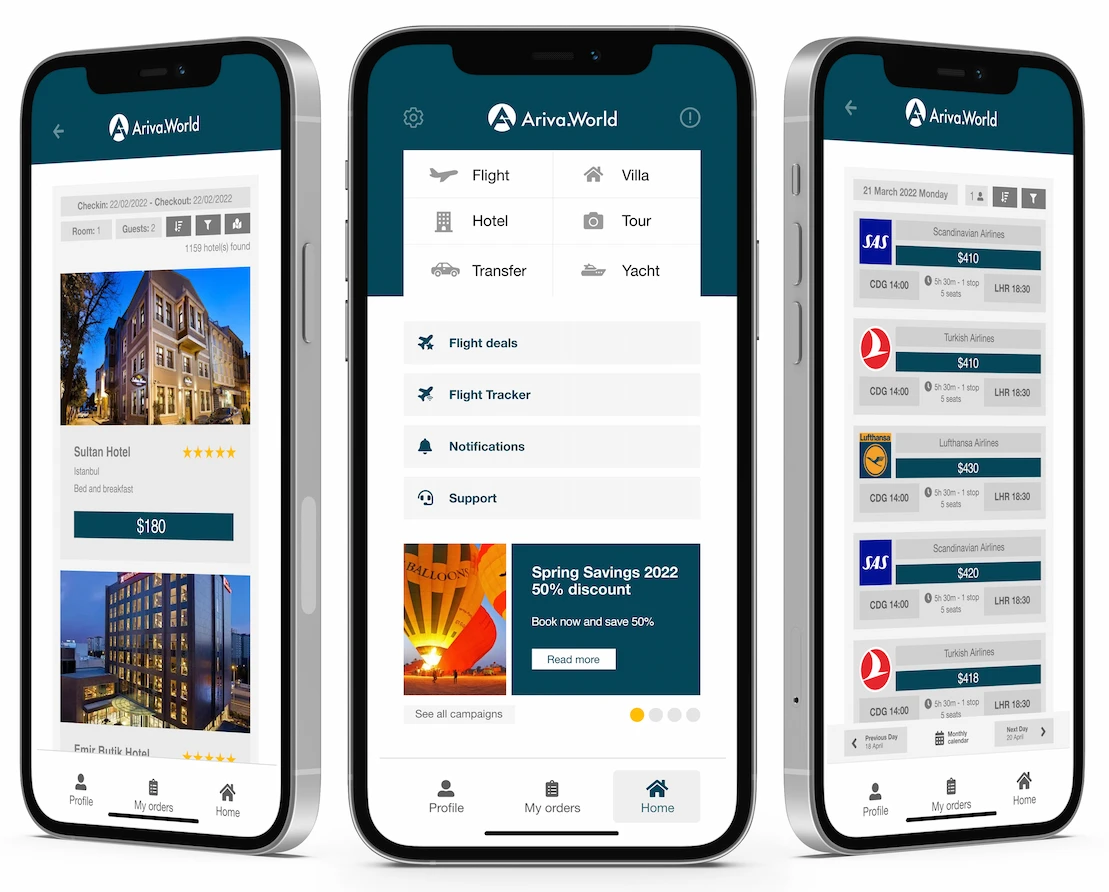 Ariva.World
Checkin: 22/02/2022 - Checkout: 22/02/2022
Room: 1
Guests: 2
1159 hotel(s) found
Sultan Hotel
Istanbul
Bed and breakfast
$180
Emir Butik Hotel
Profile
My orders
Home
Ariva.World
Flight
Villa
Hotel
Tour
Transfer
Yacht
Flight deals
Flight Tracker
Notifications
Support
BALLOON
Spring Savings 2022
50% discount
Book now and save 50%
Read more
See all campaigns
Profile
My orders
Home
Ariva.World
21 March 2022 Monday
1
SAS
Scandinavian Airlines
$410
CDG 14:00
5h 30m - 1 stop
5 seats
LHR 18:30
Turkish Airlines
$410
CDG 14:00
5h 30m - 1 stop
5 seats
LHR 18:30
Lufthansa
Lufthansa Airlines
$430
CDG 14:00
5h 30m - 1 stop
5 seats
LHR 18:30
SAS
Scandinavian Airlines
$420
CDG 14:00
5h 30m - 1 stop
5 seats
LHR 18:30
Turkish Airlines
$418
CDG 14:00
5h 30m - 1 stop
5 seats
LHR 18:30
Previous Day
18 April
Monthly
calendar
Next Day
20 April
Profile
My orders
Home